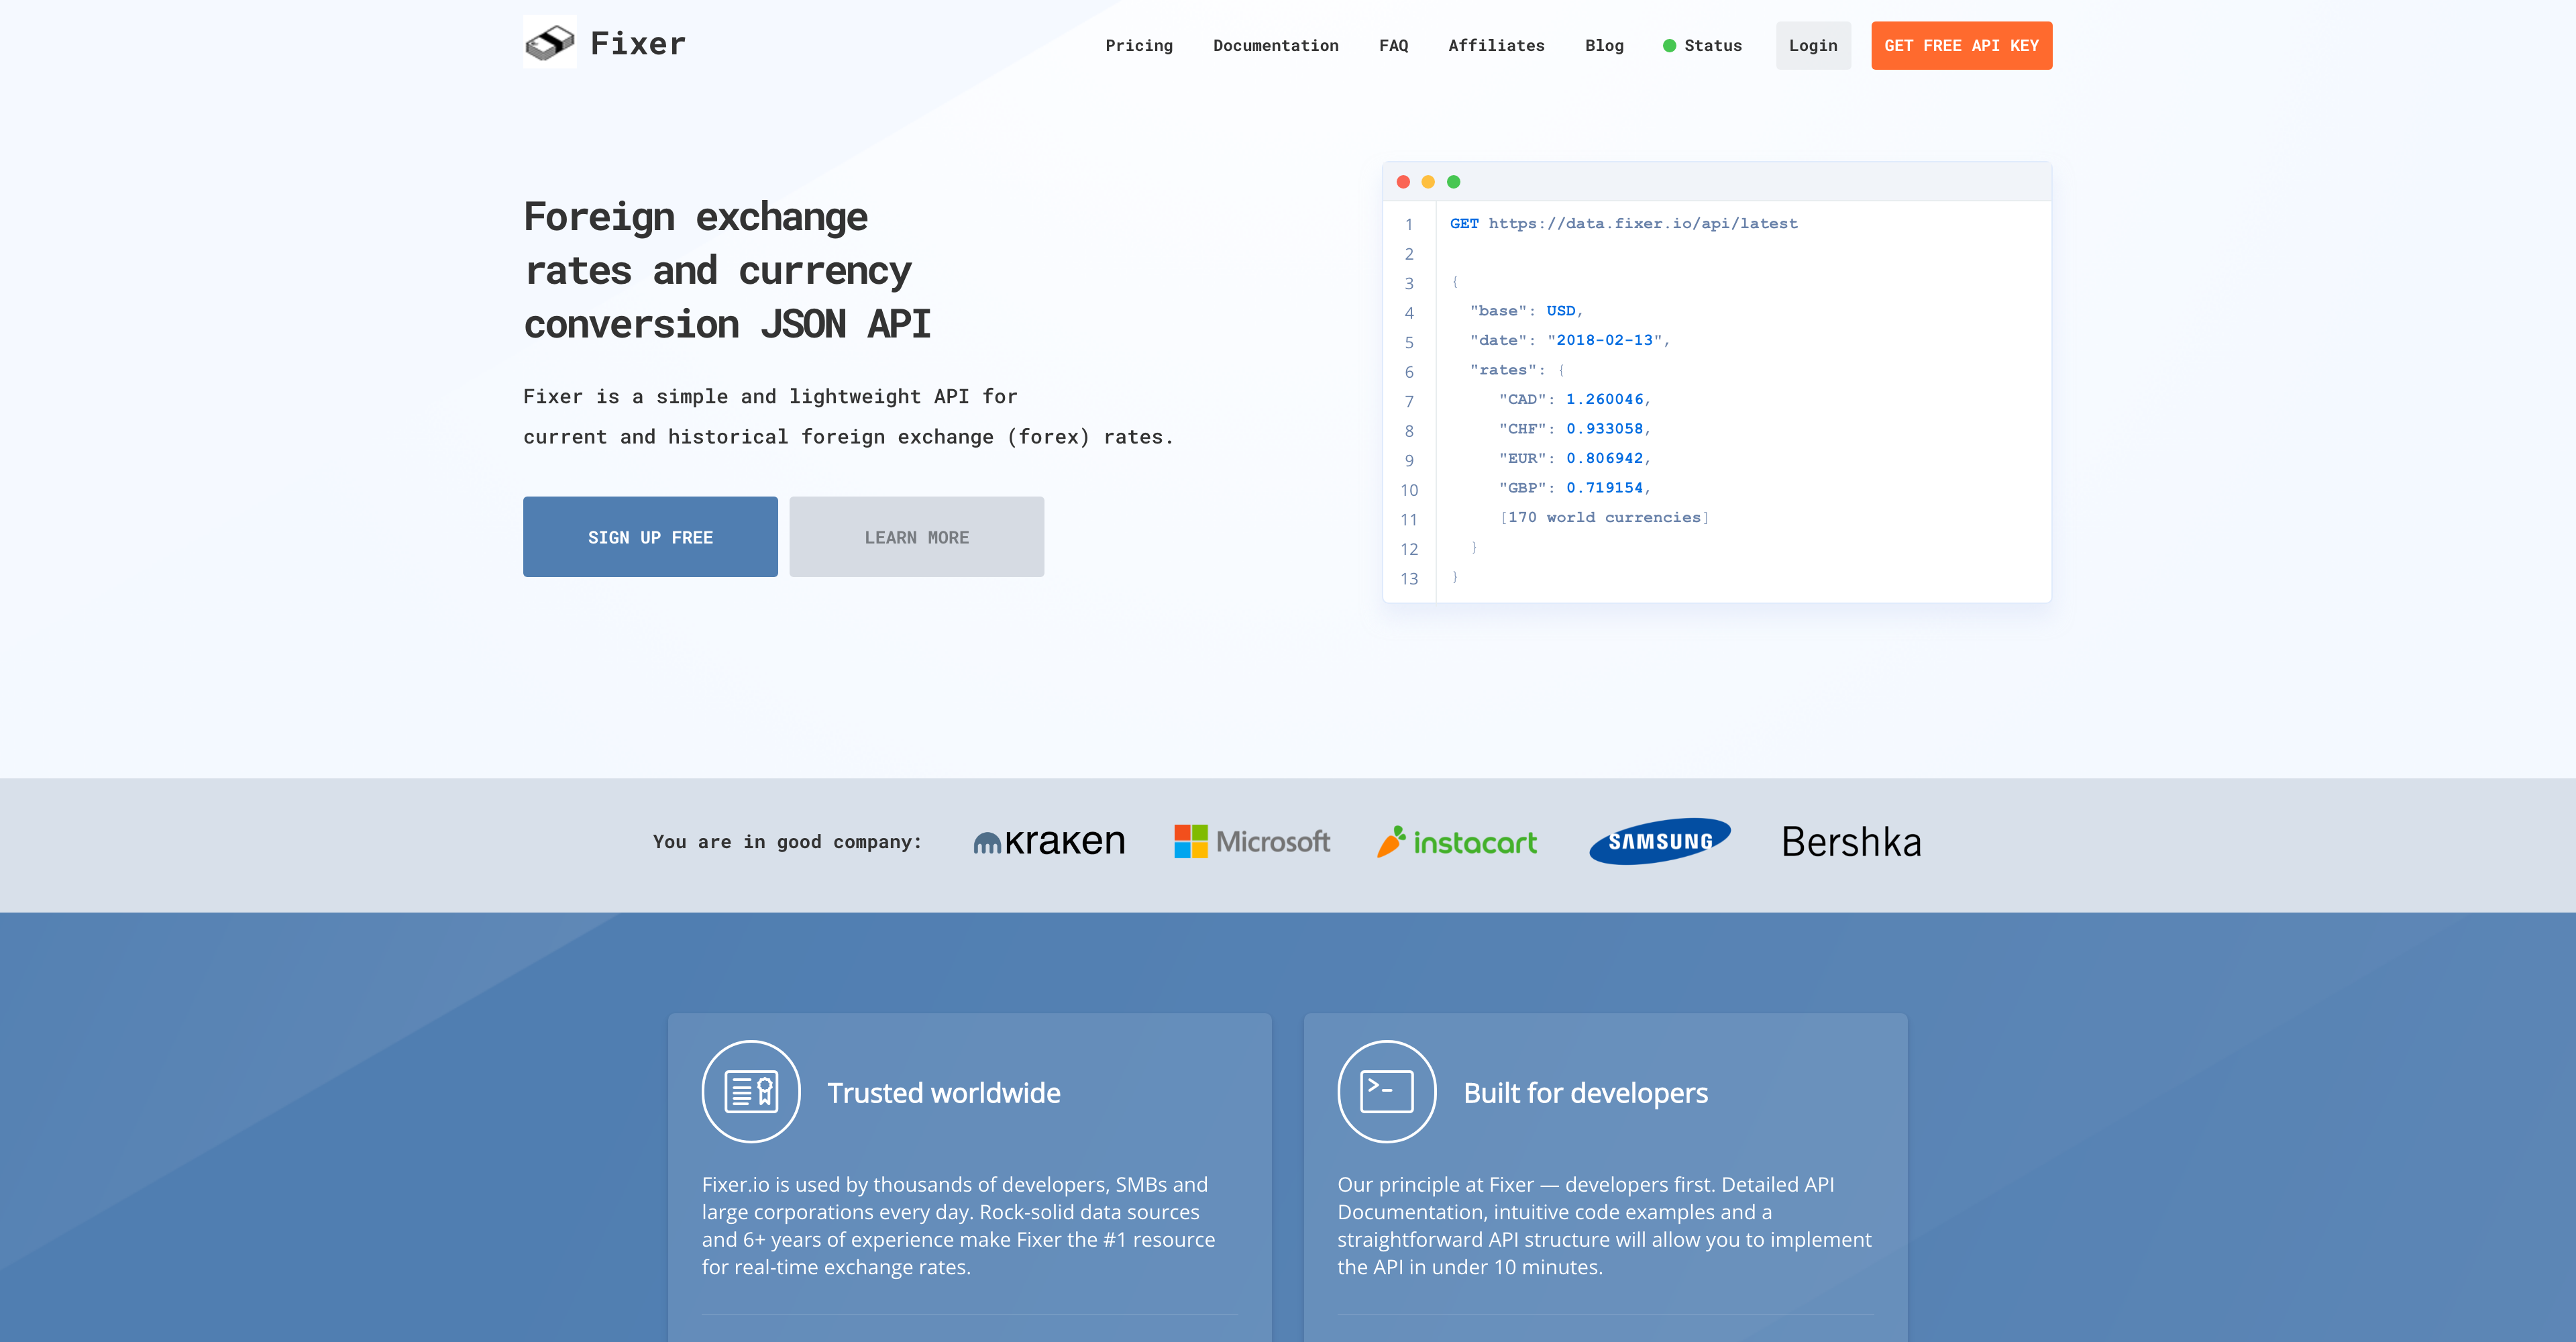 Fixer
Pricing Documentation FAQ Affiliates Blog Status Login GET FREE API KEY
Foreign exchange
rates and currency
conversion JSON API
Fixer is a simple and lightweight API for
current and historical foreign exchange (forex) rates.
SIGN UP FREE LEARN MORE
1 GET https://data.fixer.io/api/latest
2
3 {
4 "base": USD,
5 "date": "2018-02-13",
6 "rates": {
7 "CAD": 1.260046,
8 "CHF": 0.933058,
9 "EUR": 0.806942,
10 "GBP": 0.719154,
11 [170 world currencies]
12 }
13 }
You are in good company: kraken Microsoft instacart SAMSUNG Bershka
Trusted worldwide
Fixer.io is used by thousands of developers, SMBs and
large corporations every day. Rock-solid data sources
and 6+ years of experience make Fixer the #1 resource
for real-time exchange rates.
Built for developers
Our principle at Fixer — developers first. Detailed API
Documentation, intuitive code examples and a
straightforward API structure will allow you to implement
the API in under 10 minutes.